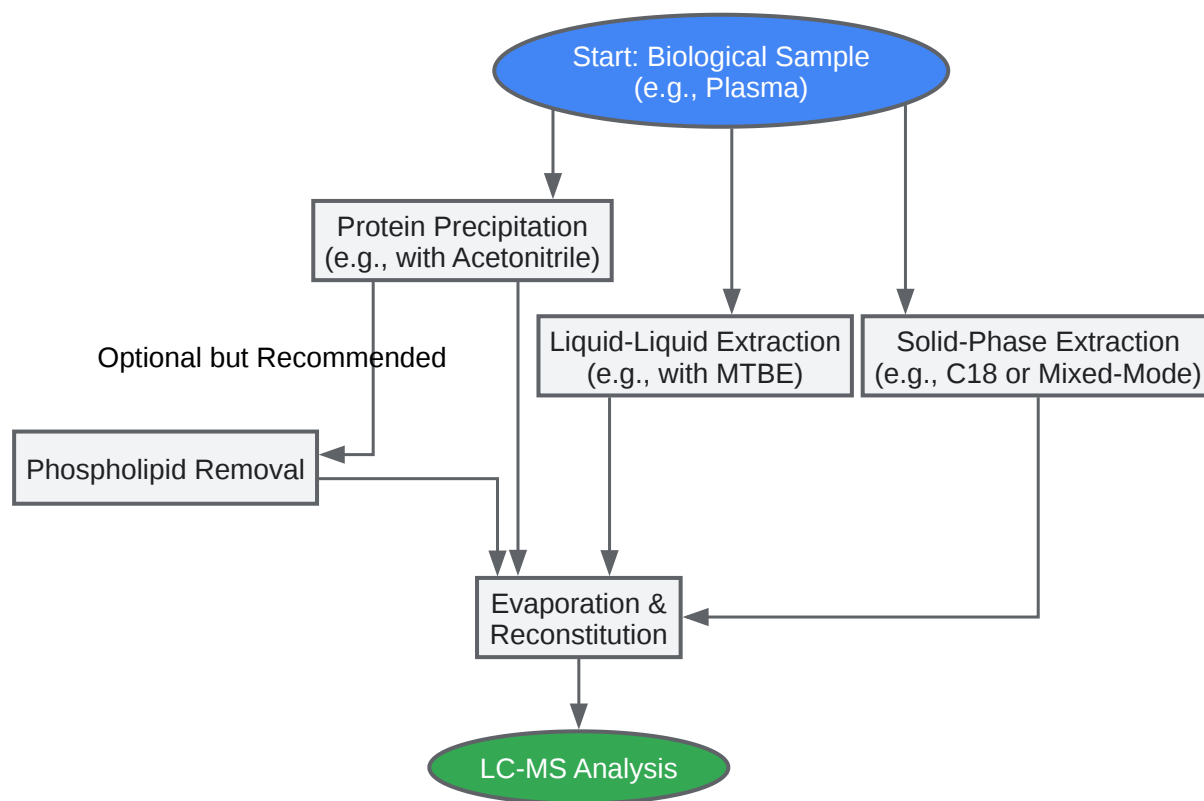 Start: Biological Sample
(e.g., Plasma)
Protein Precipitation
(e.g., with Acetonitrile)
Liquid-Liquid Extraction
(e.g., with MTBE)
Solid-Phase Extraction
(e.g., C18 or Mixed-Mode)
Optional but Recommended
Phospholipid Removal
Evaporation &
Reconstitution
LC-MS Analysis